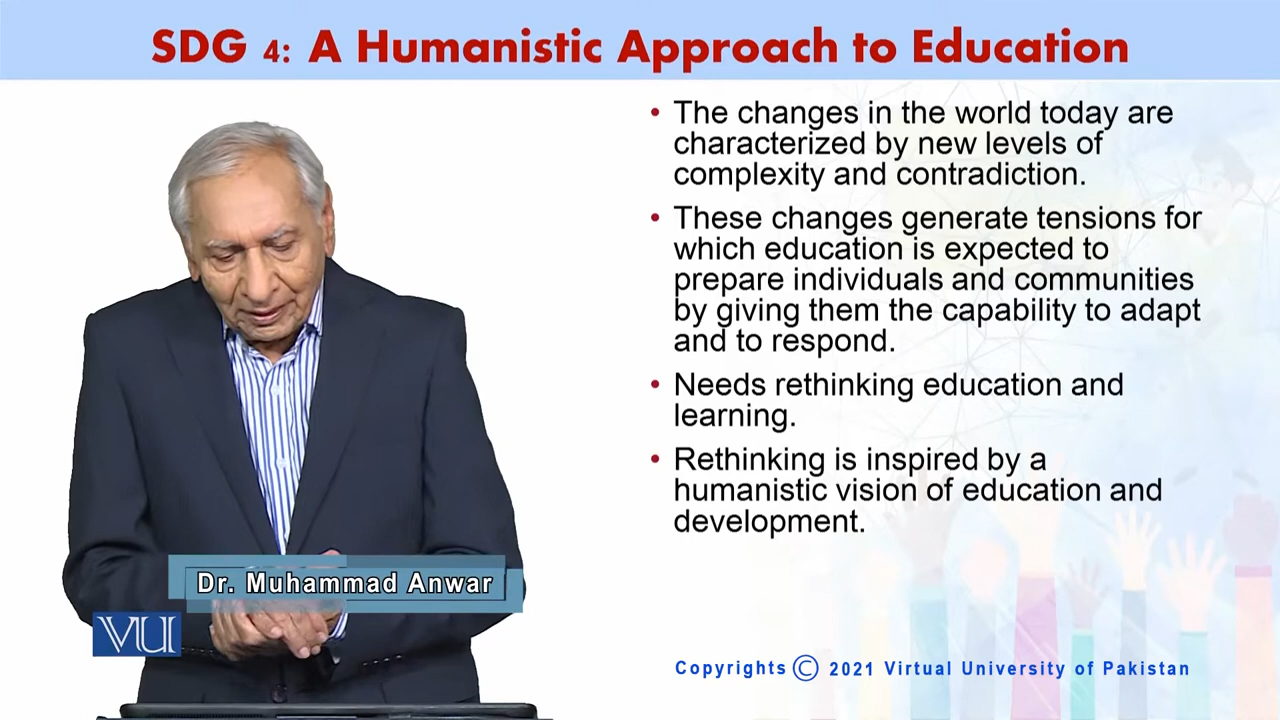 SDG 4: A Humanistic Approach to Education
• The changes in the world today are
characterized by new levels of
complexity and contradiction.
• These changes generate tensions for
which education is expected to
prepare individuals and communities
by giving them the capability to adapt
and to respond.
• Needs rethinking education and
learning.
• Rethinking is inspired by a
humanistic vision of education and
development.
Dr. Muhammad Anwar
VU
Copyrights © 2021 Virtual University of Pakistan